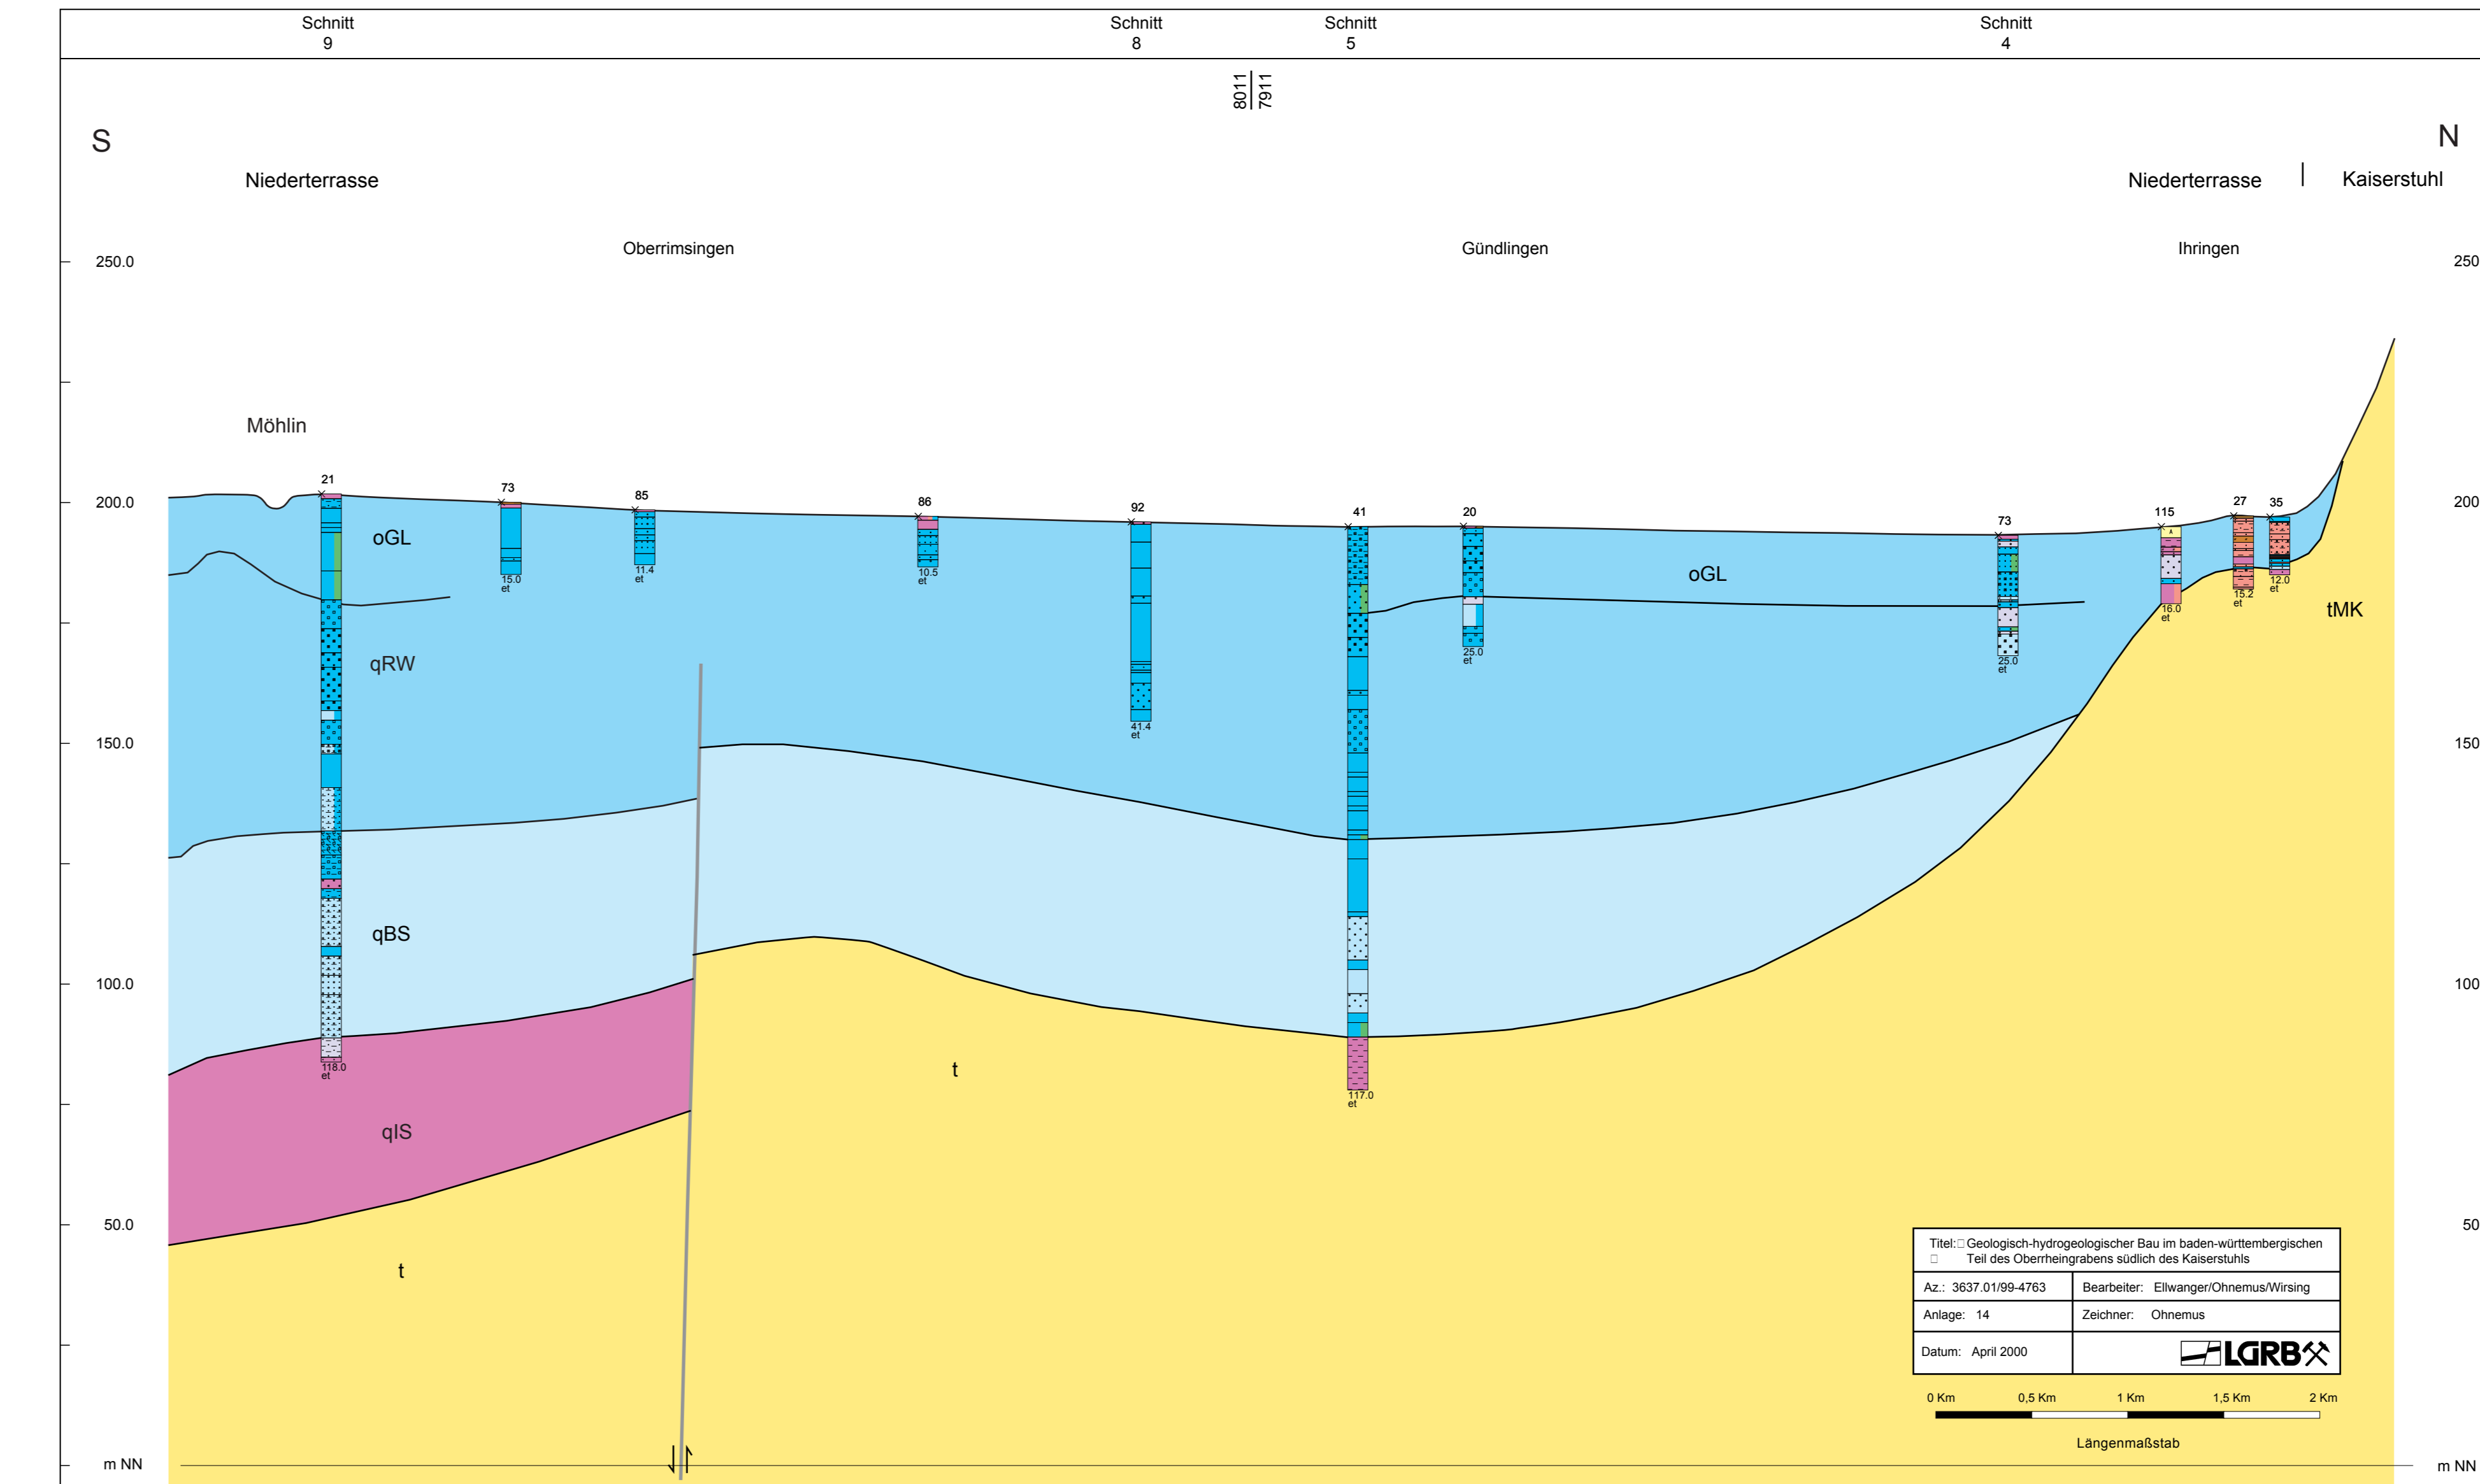 Schnitt
9
Schnitt
8
Schnitt
5
Schnitt
4
8011
7911
S
N
Niederterrasse
Niederterrasse
Kaiserstuhl
Oberrimsingen
Gündlingen
Ihringen
250.0
250
Möhlin
200.0
200
21
73
85
86
92
41
20
73
115
27
35
oGL
oGL
15.0
et
11.4
et
10.5
et
41.4
et
25.0
et
25.0
et
16.0
et
15.2
et
12.0
et
tMK
qRW
150.0
150
qBS
100.0
100
118.0
et
117.0
et
t
qIS
50.0
50
t
Titel: Geologisch-hydrogeologischer Bau im baden-württembergischen
Teil des Oberrheingrabens südlich des Kaiserstuhls
Az.: 3637.01/99-4763
Bearbeiter: Ellwanger/Ohnemus/Wirsing
Anlage: 14
Zeichner: Ohnemus
Datum: April 2000
LGRB
0 Km
0,5 Km
1 Km
1,5 Km
2 Km
Längenmaßstab
m NN
m NN